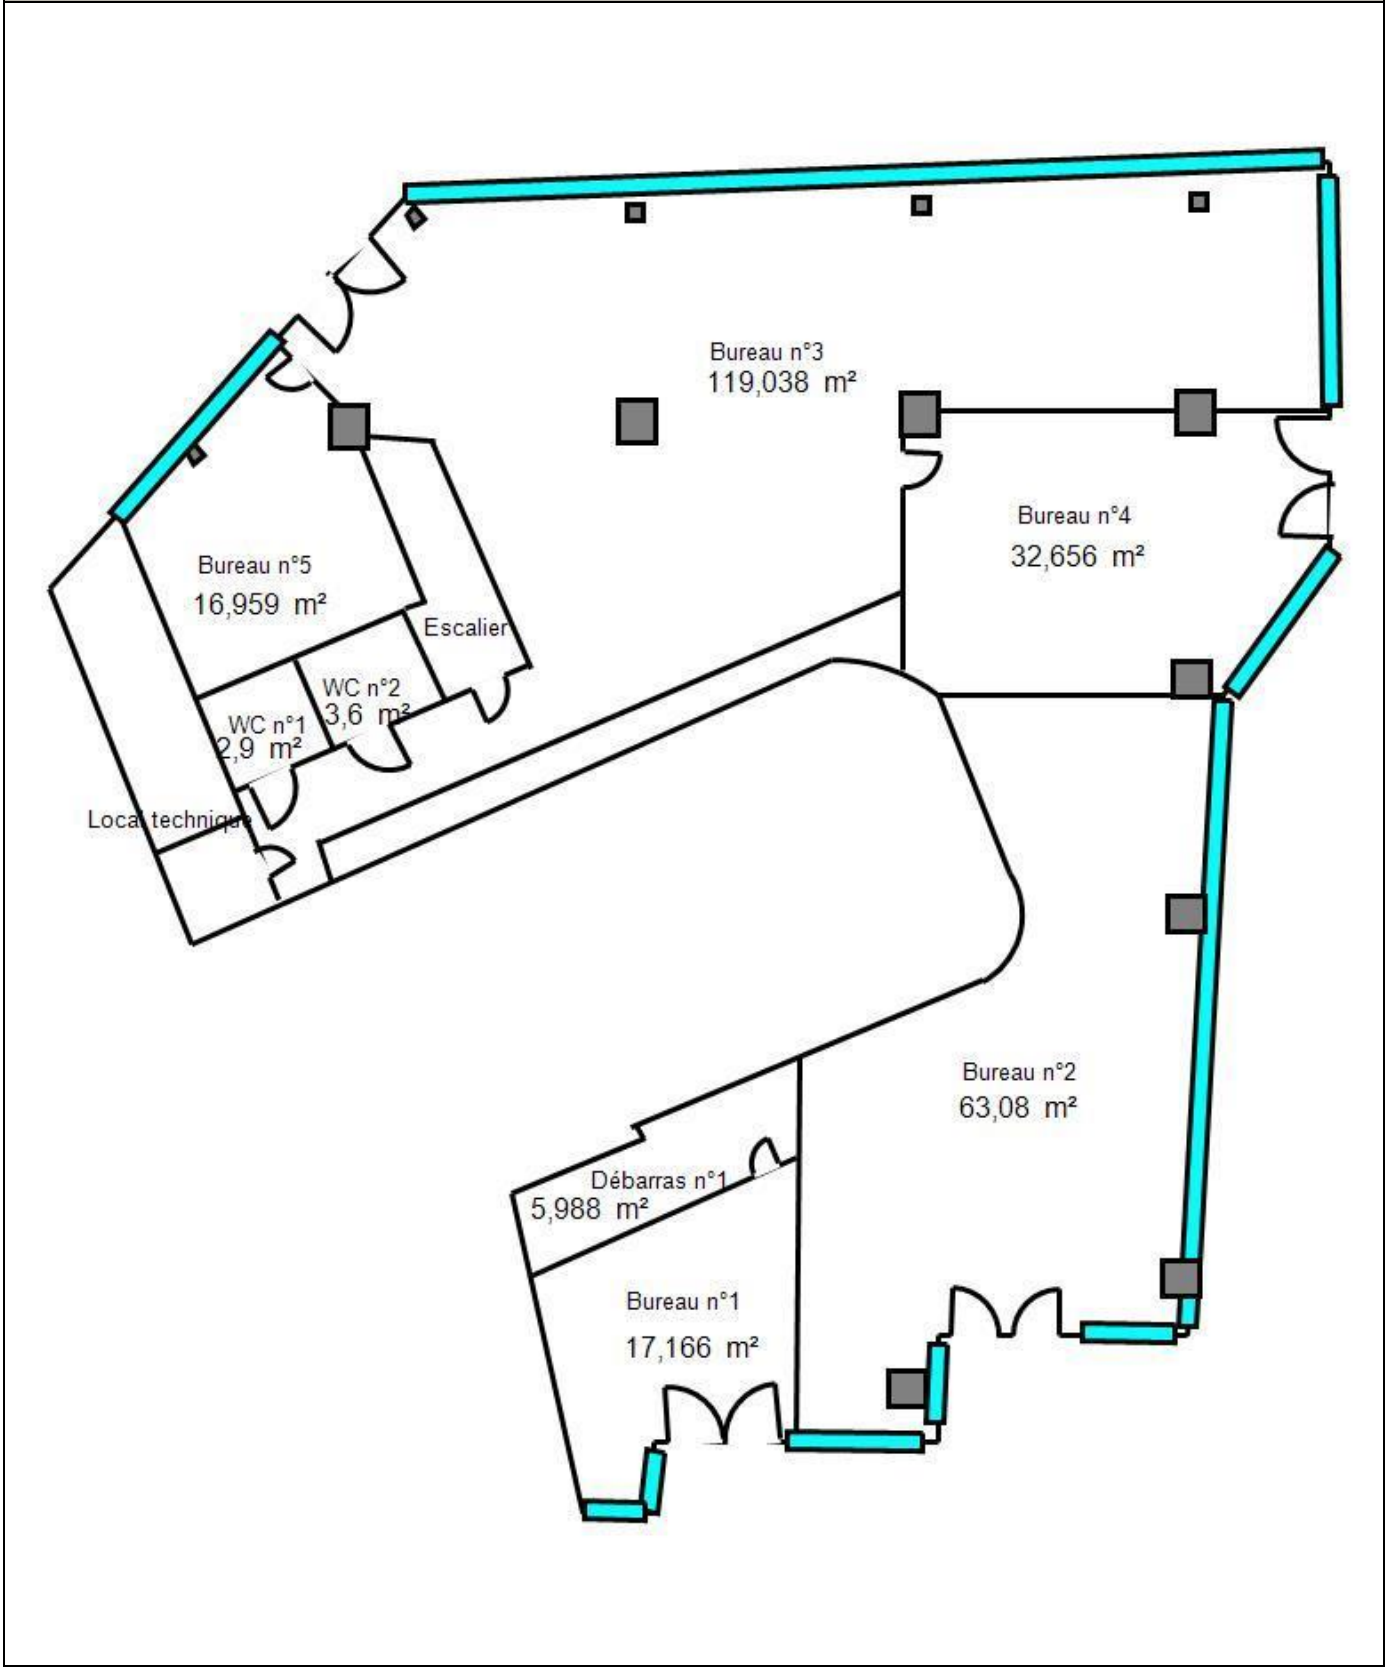 Bureau n°3
119,038 m²
Bureau n°4
32,656 m²
Bureau n°5
16,959 m²
Escalier
WC n°2
3,6 m²
WC n°1
2,9 m²
Local technique
Bureau n°2
63,08 m²
Débarras n°1
5,988 m²
Bureau n°1
17,166 m²